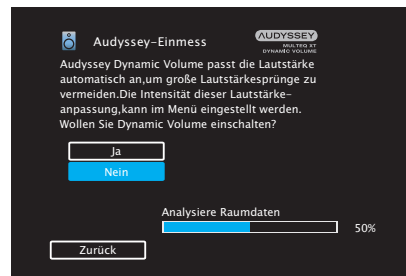 Audyssey-Einmess
AUDYSSEY
MULTEQ XT
DYNAMIC VOLUME
Audyssey Dynamic Volume passt die Lautstärke
automatisch an,um große Lautstärkesprünge zu
vermeiden.Die Intensität dieser Lautstärke-
anpassung,kann im Menü eingestellt werden.
Wollen Sie Dynamic Volume einschalten?
Ja
Nein
Analysiere Raumdaten
50%
Zurück